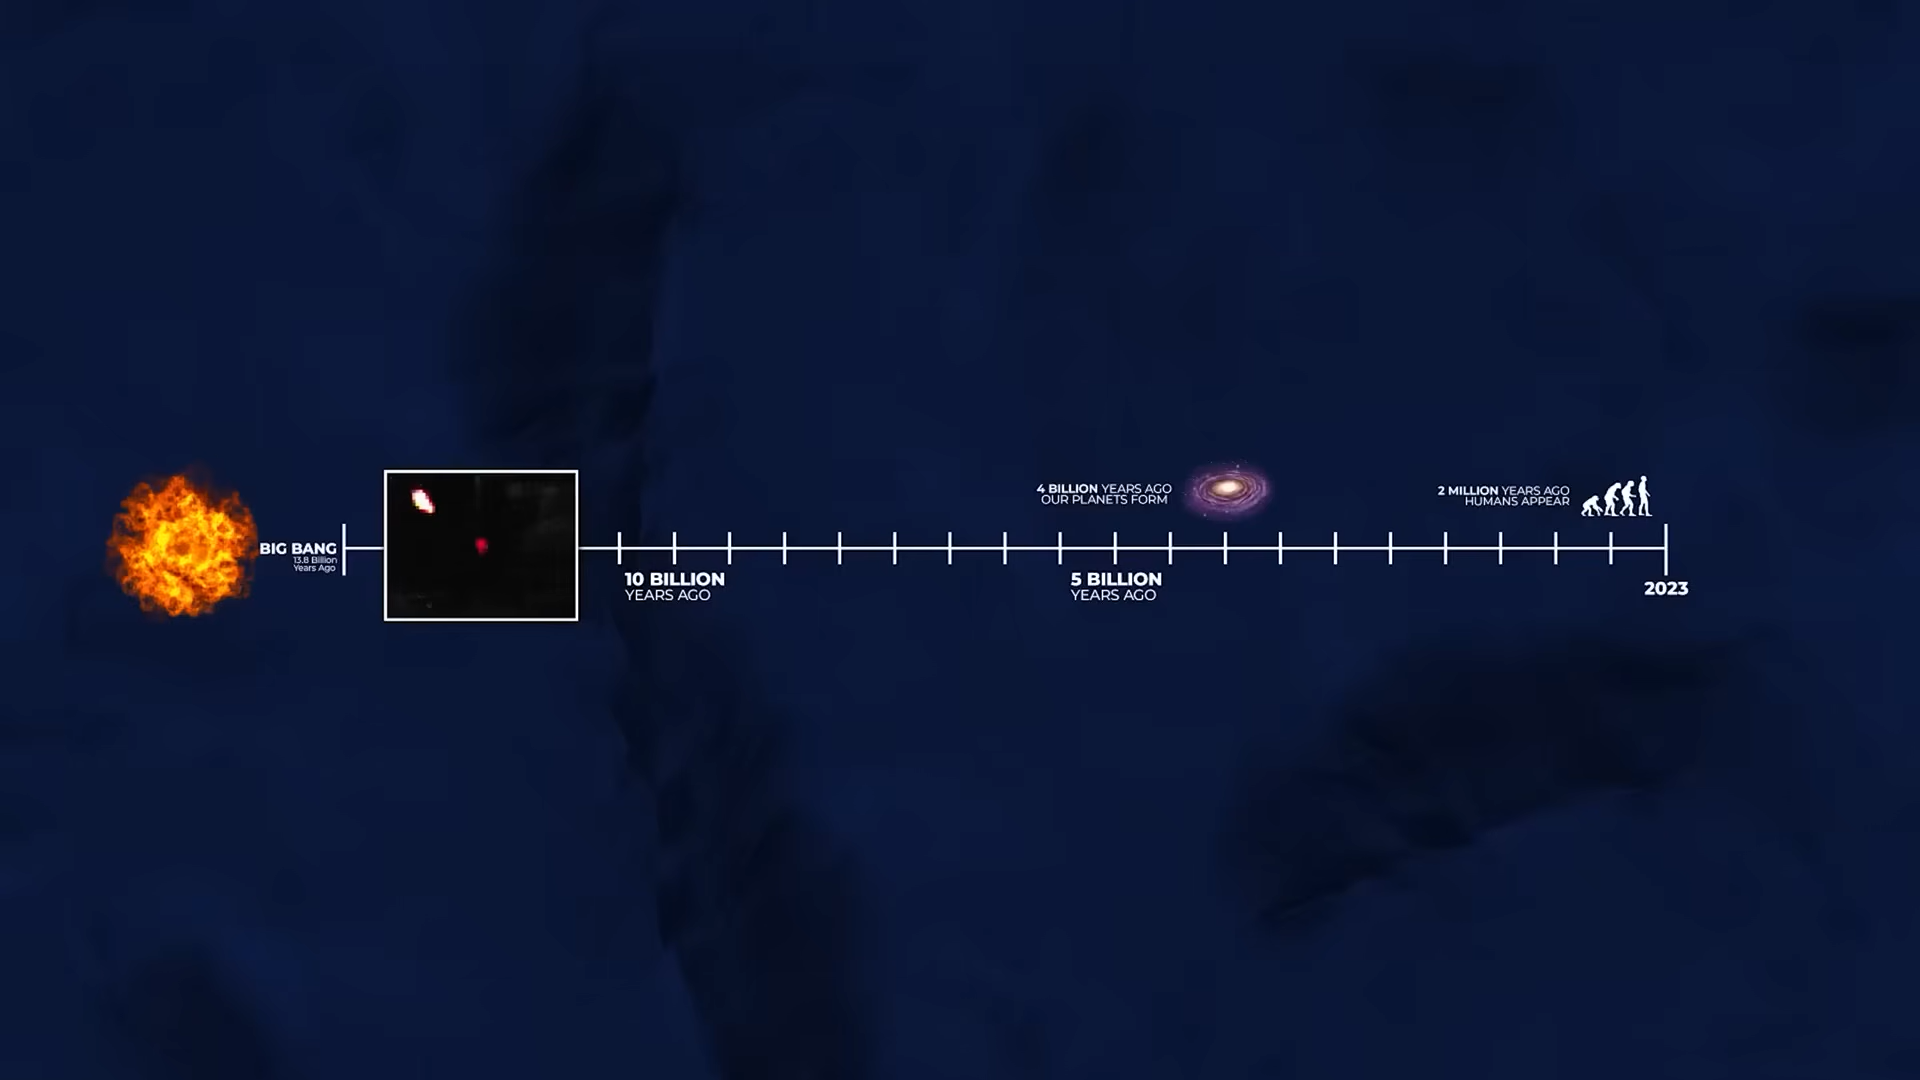 BIG BANG
13.8 Billion
Years Ago
10 BILLION
YEARS AGO
4 BILLION YEARS AGO
OUR PLANETS FORM
5 BILLION
YEARS AGO
2 MILLION YEARS AGO
HUMANS APPEAR
2023